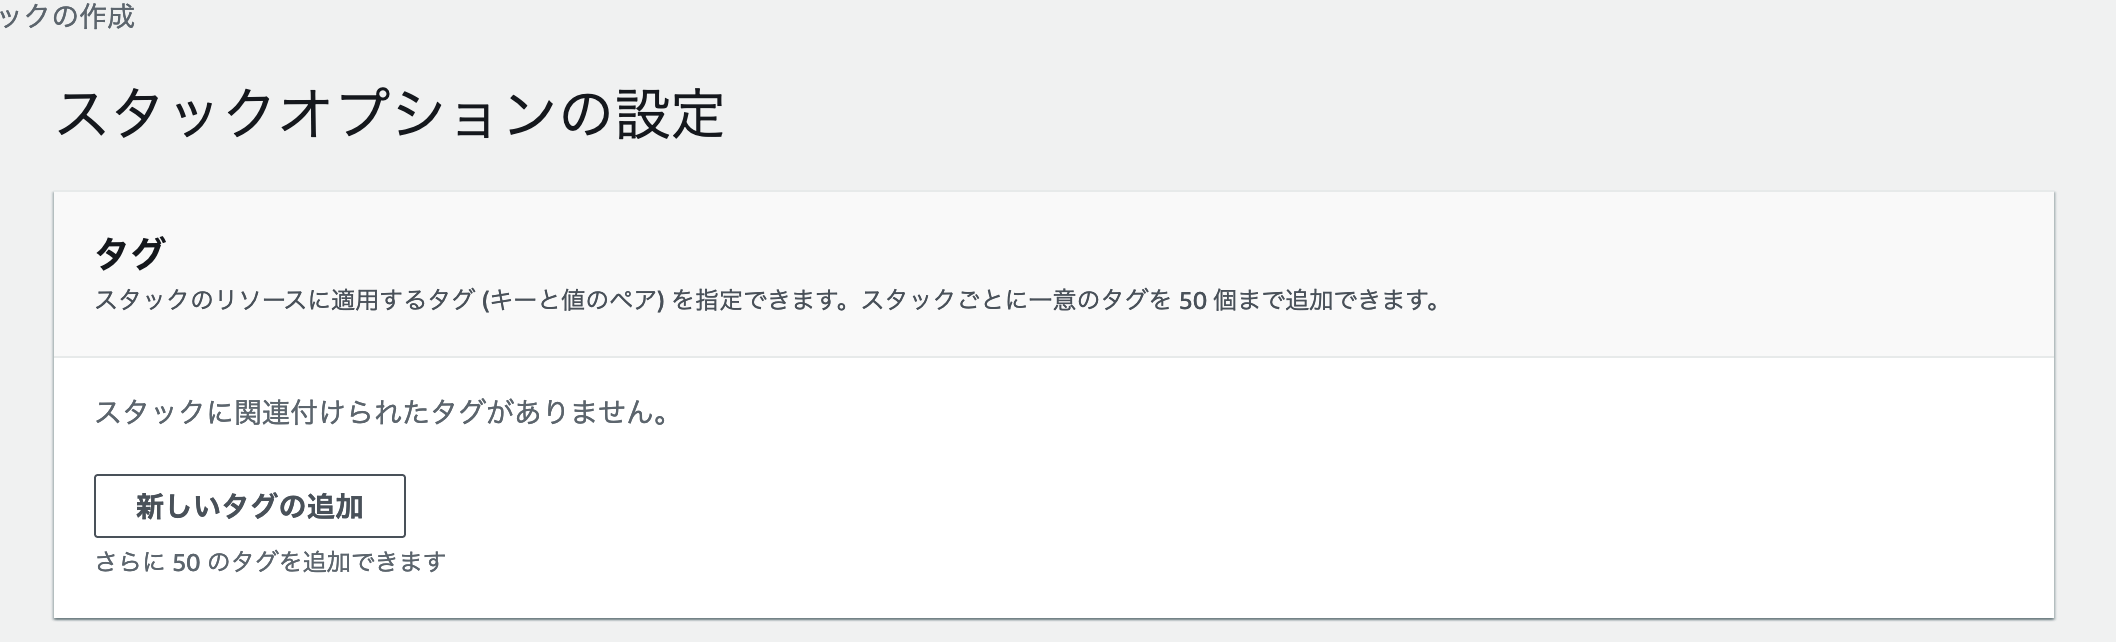 ックの作成
スタックオプションの設定
タグ
スタックのリソースに適用するタグ (キーと値のペア) を指定できます。スタックごとに一意のタグを 50 個まで追加できます。
スタックに関連付けられたタグがありません。
新しいタグの追加
さらに 50 のタグを追加できます